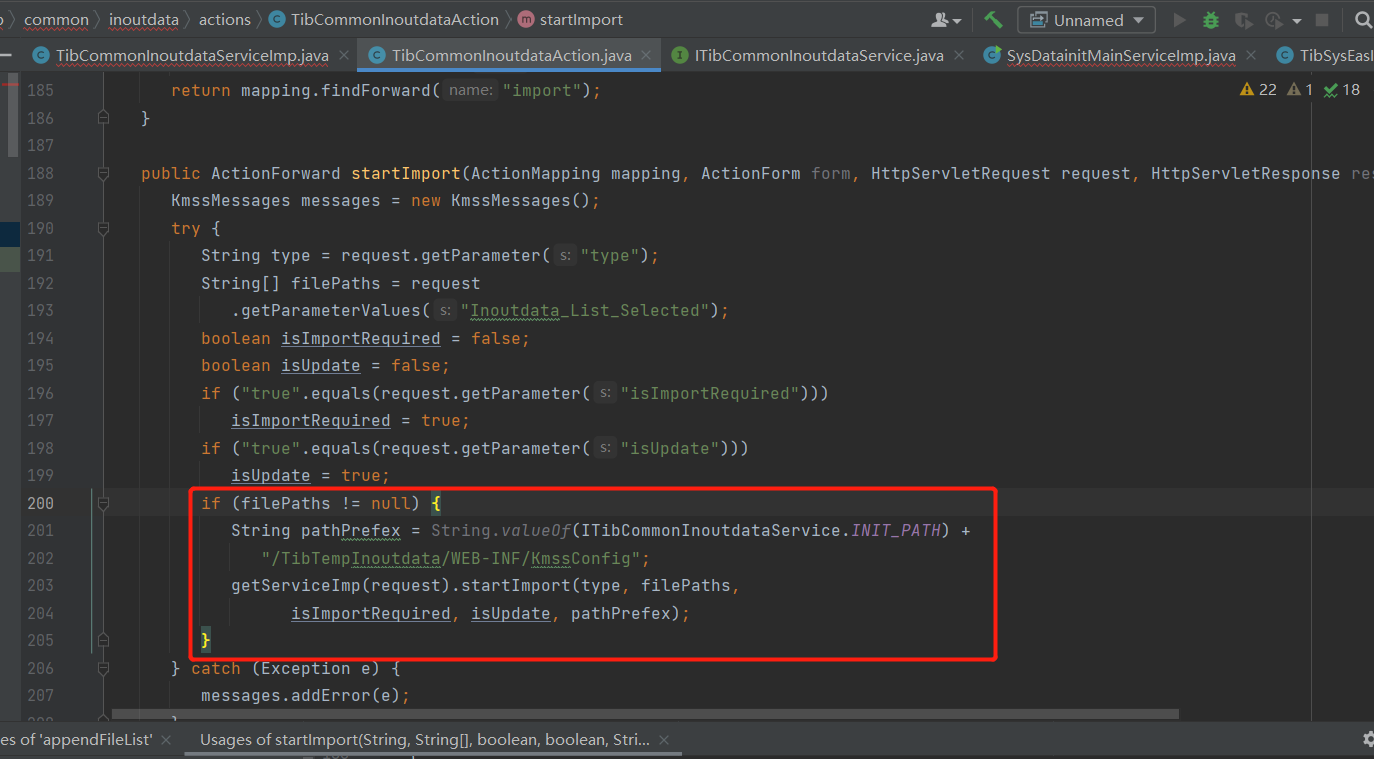 common inoutdata actions TibCommonInoutdataAction startImport Unnamed
TibCommonInoutdataServiceImp.java TibCommonInoutdataAction.java ITibCommonInoutdataService.java SysDatainitMainServiceImp.java TibSysEasI
185 return mapping.findForward( name: "import"); 22 1 18
186 }
187
188 public ActionForward startImport(ActionMapping mapping, ActionForm form, HttpServletRequest request, HttpServletResponse res
189 KmssMessages messages = new KmssMessages();
190 try {
191 String type = request.getParameter( s: "type");
192 String[] filePaths = request
193 .getParameterValues( s: "Inoutdata_List_Selected");
194 boolean isImportRequired = false;
195 boolean isUpdate = false;
196 if ("true".equals(request.getParameter( s: "isImportRequired")))
197 isImportRequired = true;
198 if ("true".equals(request.getParameter( s: "isUpdate")))
199 isUpdate = true;
200 if (filePaths != null) {
201 String pathPrefex = String.valueOf(ITibCommonInoutdataService.INIT_PATH) +
202 "/TibTempInoutdata/WEB-INF/KmssConfig";
203 getServiceImp(request).startImport(type, filePaths,
204 isImportRequired, isUpdate, pathPrefex);
205 }
206 } catch (Exception e) {
207 messages.addError(e);
es of 'appendFileList' Usages of startImport(String, String[], boolean, boolean, Stri...